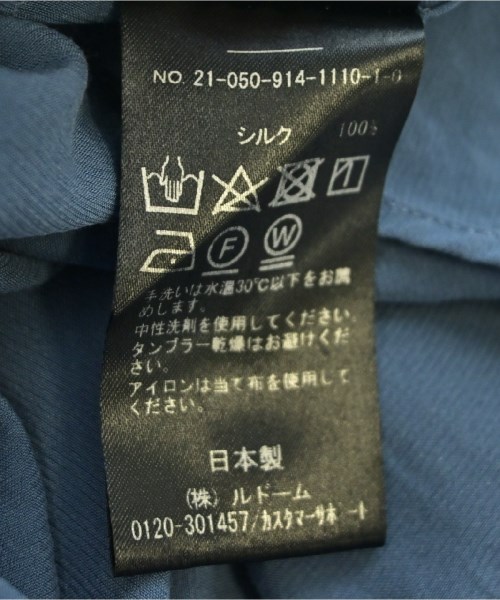 NO. 21-050-914-1110-1-0
シルク 100%
F W
手洗いは水温30℃以下をお薦
めします。
中性洗剤を使用してください。
タンブラー乾燥はお避けくだ
さい。
アイロンは当て布を使用して
ください。
日本製
(株) ルドーム
0120-301457/カスタマーサポート